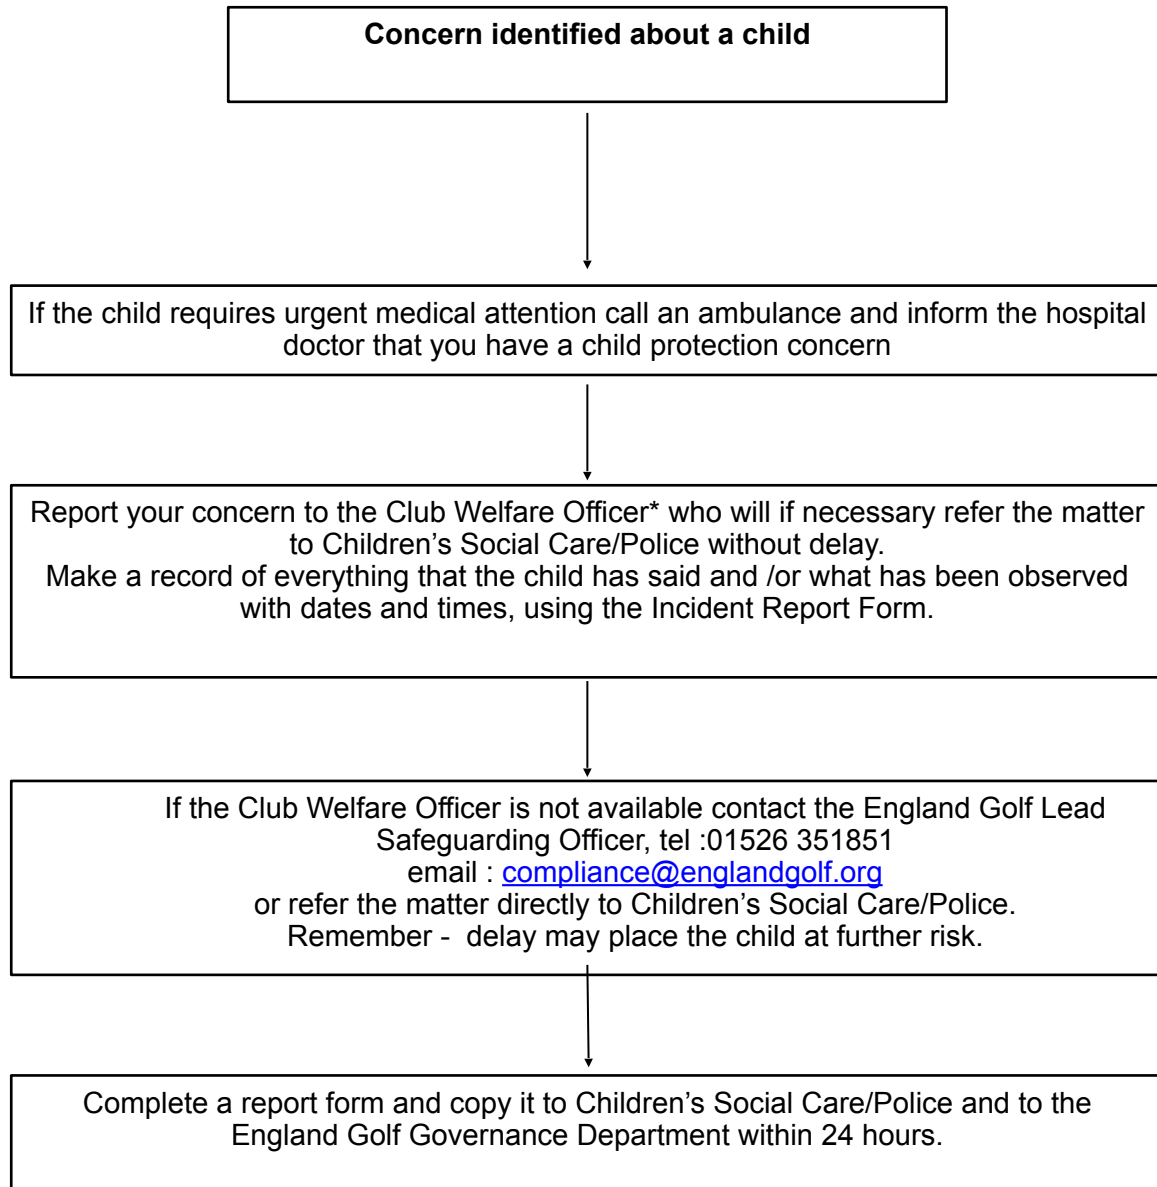 Concern identified about a child
If the child requires urgent medical attention call an ambulance and inform the hospital
doctor that you have a child protection concern
Report your concern to the Club Welfare Officer* who will if necessary refer the matter
to Children’s Social Care/Police without delay.
Make a record of everything that the child has said and /or what has been observed
with dates and times, using the Incident Report Form.
If the Club Welfare Officer is not available contact the England Golf Lead
Safeguarding Officer, tel :01526 351851
email : compliance@englandgolf.org
or refer the matter directly to Children’s Social Care/Police.
Remember -  delay may place the child at further risk.
Complete a report form and copy it to Children’s Social Care/Police and to the
England Golf Governance Department within 24 hours.